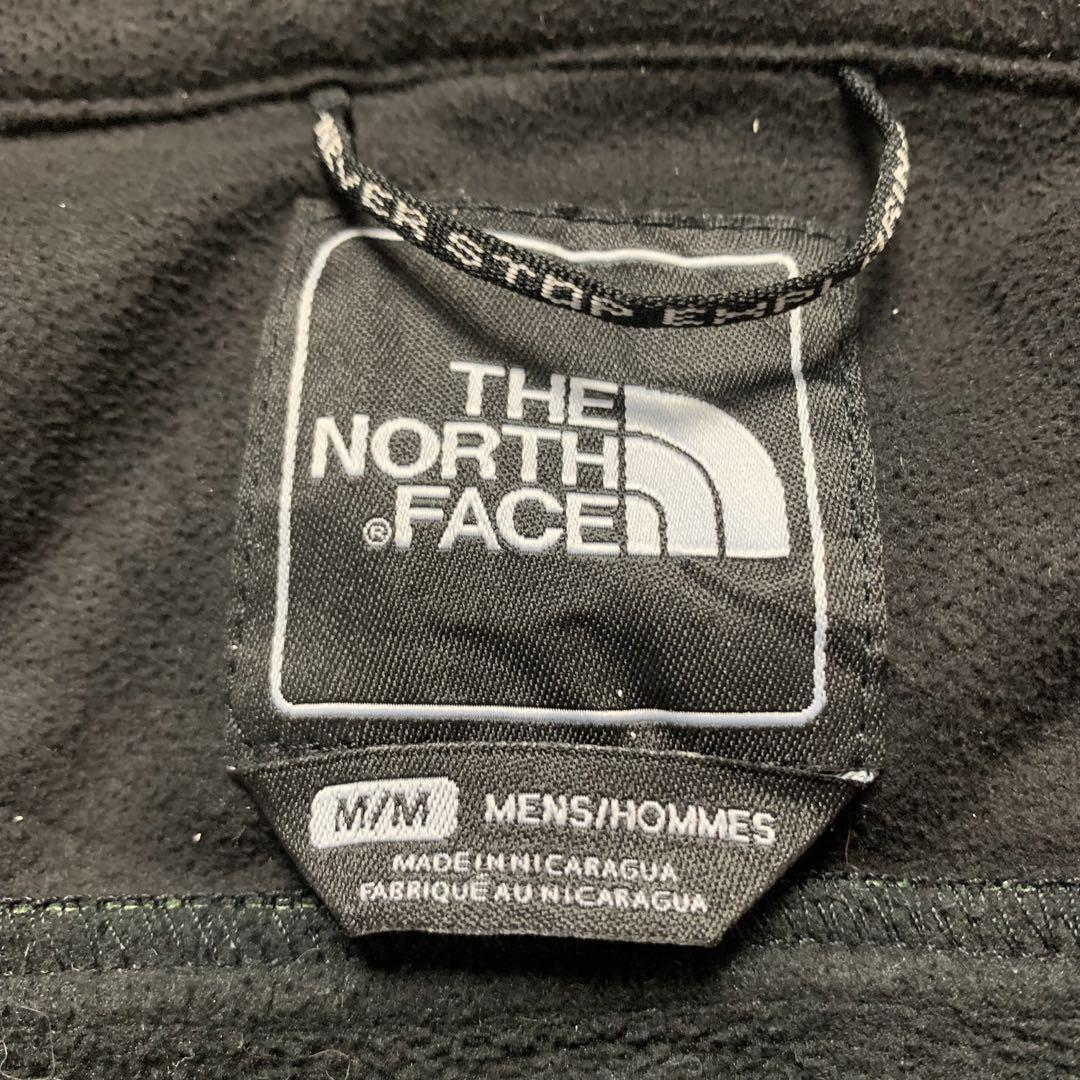 STOP
THE
NORTH
®FACE
M/M MENS/HOMMES
MADE IN NICARAGUA
FABRIQUÉ AU NICARAGUA